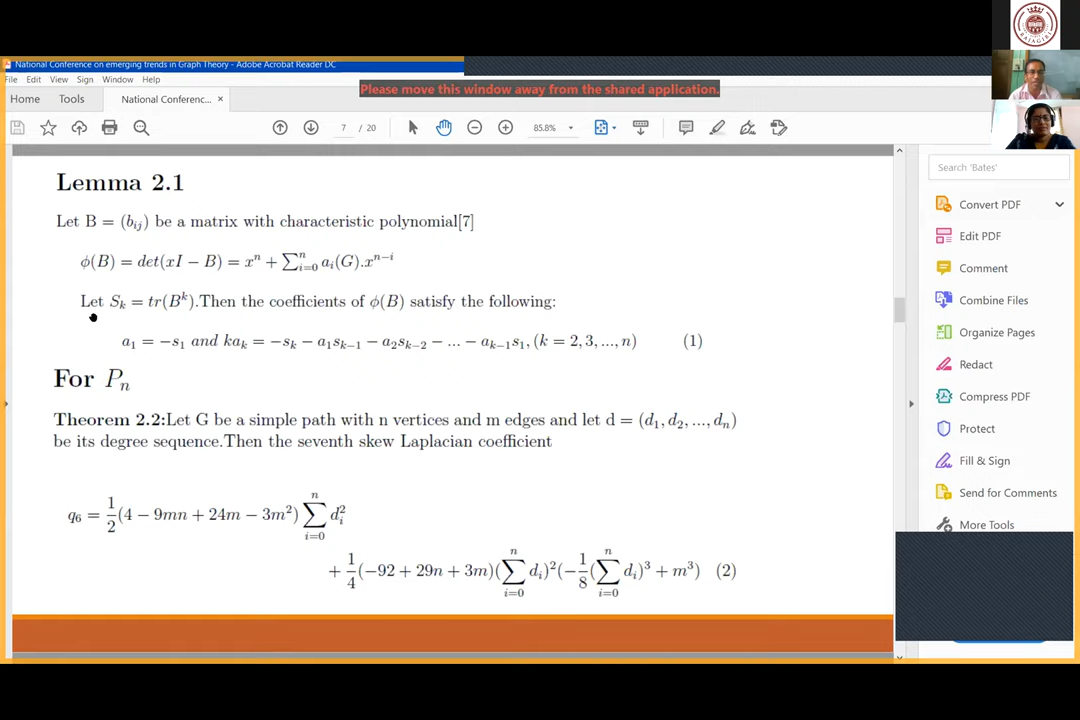 National Conference on emerging trends in Graph Theory - Adobe Acrobat Reader DC
File Edit View Sign Window Help
Please move this window away from the shared application.
Home Tools National Conferenc... ×
7 / 20 85.8%
Search 'Bates'
Lemma 2.1
Let B = (b_{ij}) be a matrix with characteristic polynomial[7]
ϕ(B) = det(xI − B) = x^n + ∑_{i=0}^{n} a_i(G).x^{n−i}
Let S_k = tr(B^k).Then the coefficients of ϕ(B) satisfy the following:
a_1 = −s_1 and ka_k = −s_k − a_1s_{k−1} − a_2s_{k−2} − ... − a_{k−1}s_1, (k = 2, 3, ..., n) (1)
For P_n
Theorem 2.2:Let G be a simple path with n vertices and m edges and let d = (d_1, d_2, ..., d_n)
be its degree sequence.Then the seventh skew Laplacian coefficient
q_6 = 1/2(4 − 9mn + 24m − 3m^2) ∑_{i=0}^{n} d_i^2
+ 1/4(−92 + 29n + 3m)(∑_{i=0}^{n} d_i)^2(−1/8(∑_{i=0}^{n} d_i)^3 + m^3) (2)
Convert PDF
Edit PDF
Comment
Combine Files
Organize Pages
Redact
Compress PDF
Protect
Fill & Sign
Send for Comments
More Tools
RAJAGIRI